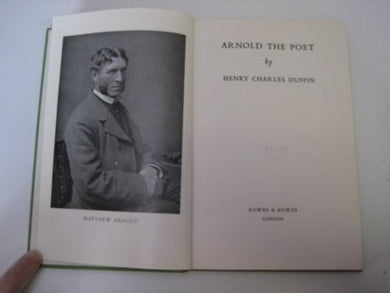 MATTHEW ARNOLD
ARNOLD THE POET
by
HENRY CHARLES DUFFIN
BOWES & BOWES
LONDON